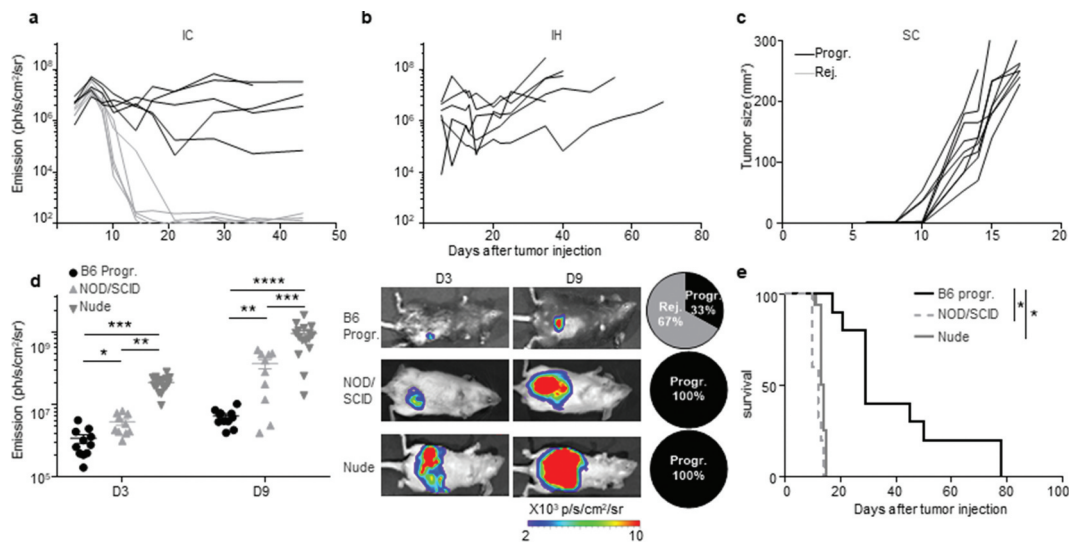 a
IC
Emission (ph/s/cm²/sr)
10⁸
10⁶
10⁴
10²
10 20 30 40 50
b
IH
10⁸
10⁶
10⁴
10²
0 20 40 60 80
Days after tumor injection
c
SC
Progr.
Rej.
Tumor size (mm²)
300
200
100
0
0 5 10 15 20
d
B6 Progr.
NOD/SCID
Nude
Emission (ph/s/cm²/sr)
10⁹
10⁷
10⁵
*
**
***
**
***
****
D3 D9
D3 D9
B6
Progr.
NOD/
SCID
Nude
Rej.
67%
Progr.
33%
Progr.
100%
Progr.
100%
X10³ p/s/cm²/sr)
2 10
e
B6 progr.
NOD/SCID
Nude
*
*
survival
100
50
0
0 20 40 60 80 100
Days after tumor injection